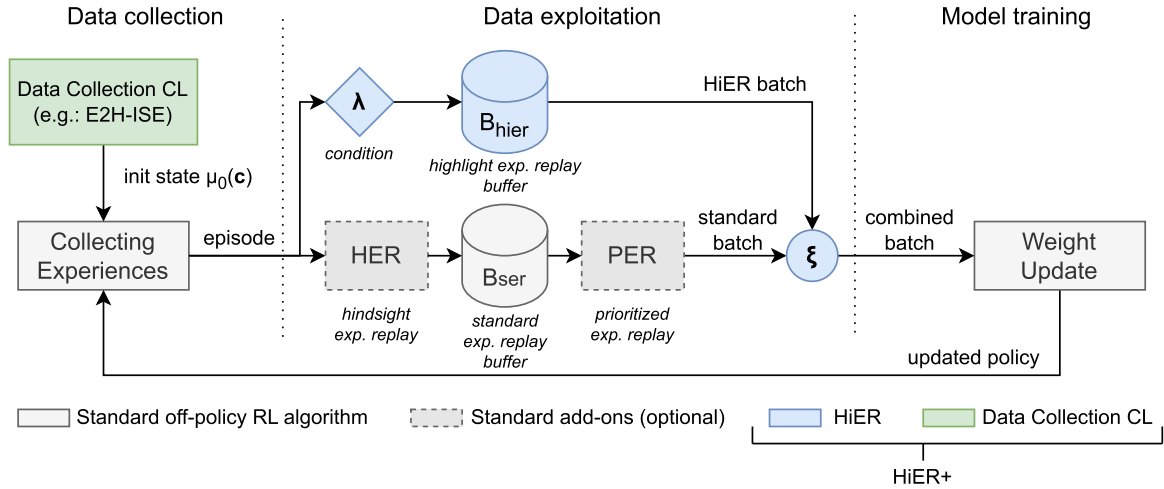 Data collection
Data exploitation
Model training
Data Collection CL
(e.g.: E2H-ISE)
init state μ0(c)
Collecting
Experiences
episode
λ
condition
Bhier
highlight exp. replay
buffer
HiER batch
HER
hindsight
exp. replay
Bser
standard
exp. replay
buffer
PER
prioritized
exp. replay
standard
batch
ξ
combined
batch
Weight
Update
updated policy
Standard off-policy RL algorithm
Standard add-ons (optional)
HiER
Data Collection CL
HiER+